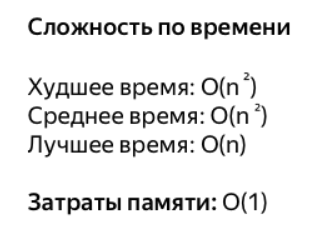 Сложность по времени
Худшее время: O(n²)
Среднее время: O(n²)
Лучшее время: O(n)
Затраты памяти: O(1)